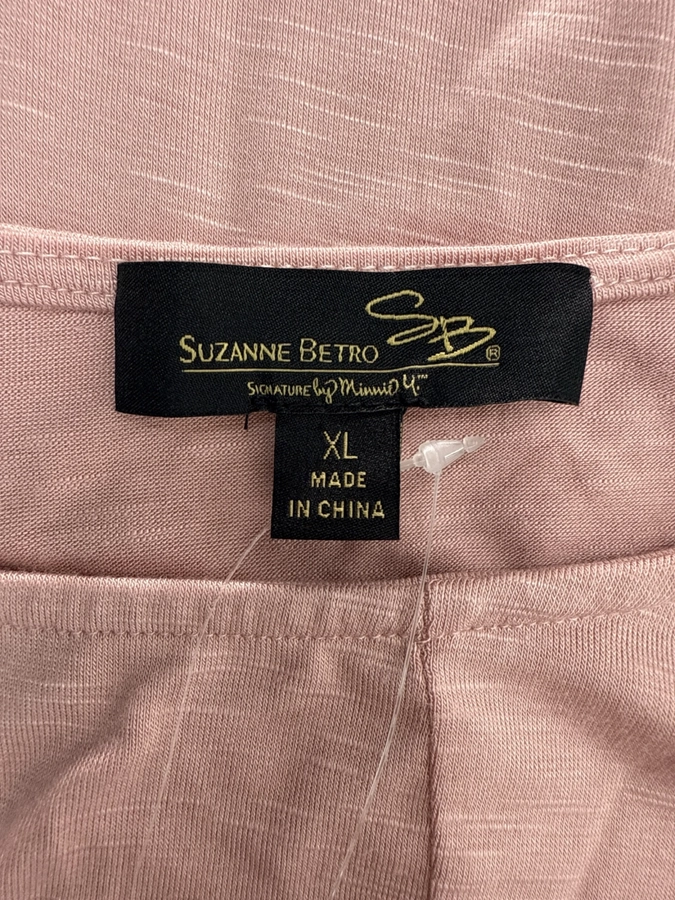 SUZANNE BETRO SB®
SIGNATURE by Minnie Y.™
XL
MADE
IN CHINA